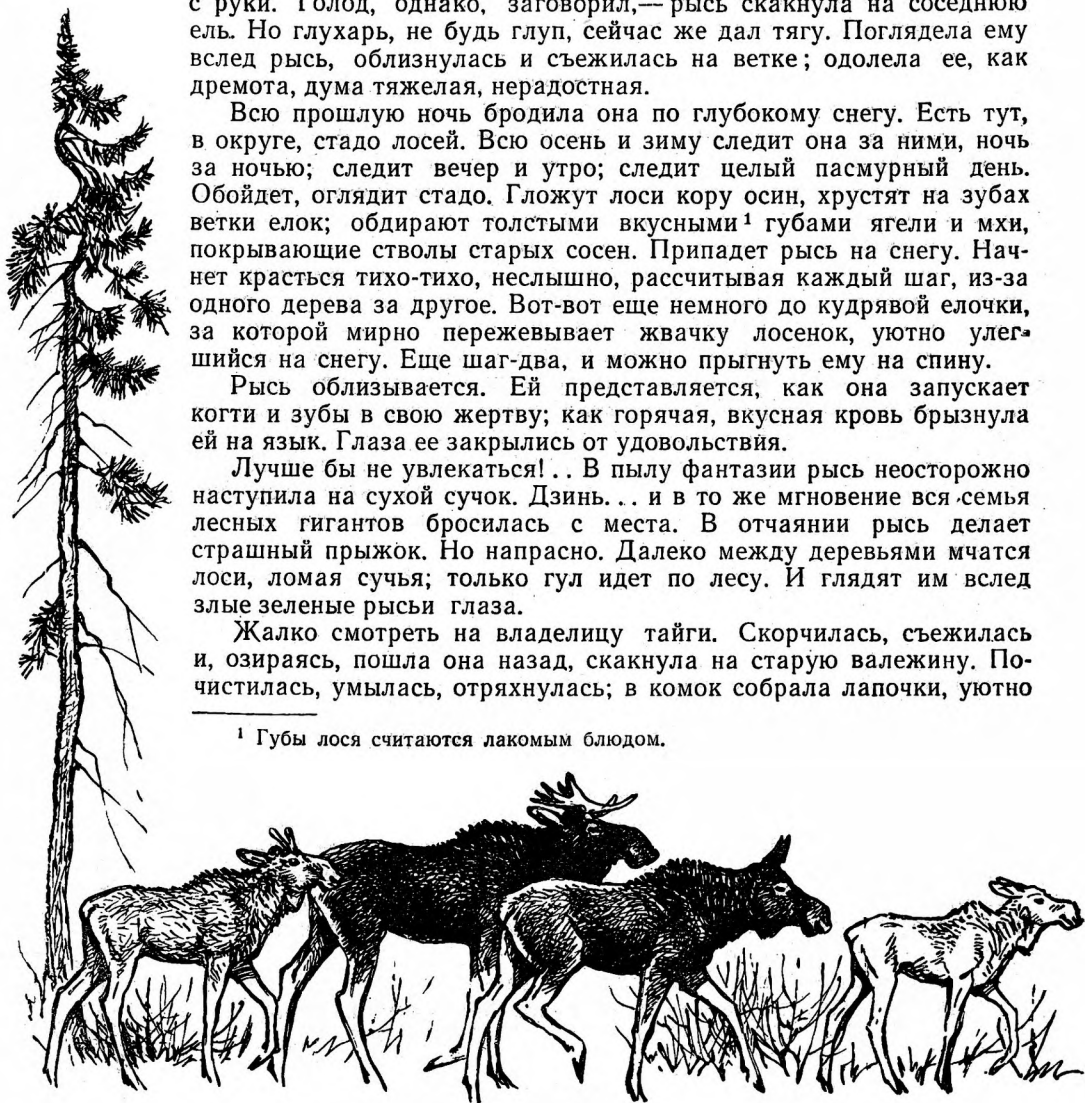 с руки. Голод, однако, заговорил,— рысь скакнула на соседнюю
ель. Но глухарь, не будь глуп, сейчас же дал тягу. Поглядела ему
вслед рысь, облизнулась и съежилась на ветке; одолела ее, как
дремота, дума тяжелая, нерадостная.
Всю прошлую ночь бродила она по глубокому снегу. Есть тут,
в округе, стадо лосей. Всю осень и зиму следит она за ними, ночь
за ночью; следит вечер и утро; следит целый пасмурный день.
Обойдет, оглядит стадо. Гложут лоси кору осин, хрустят на зубах
ветки елок; обдирают толстыми вкусными¹ губами ягели и мхи,
покрывающие стволы старых сосен. Припадет рысь на снегу. Нач-
нет красться тихо-тихо, неслышно, рассчитывая каждый шаг, из-за
одного дерева за другое. Вот-вот еще немного до кудрявой елочки,
за которой мирно пережевывает жвачку лосенок, уютно улег-
шийся на снегу. Еще шаг-два, и можно прыгнуть ему на спину.
Рысь облизывается. Ей представляется, как она запускает
когти и зубы в свою жертву; как горячая, вкусная кровь брызнула
ей на язык. Глаза ее закрылись от удовольствия.
Лучше бы не увлекаться!.. В пылу фантазии рысь неосторожно
наступила на сухой сучок. Дзинь... и в то же мгновение вся семья
лесных гигантов бросилась с места. В отчаянии рысь делает
страшный прыжок. Но напрасно. Далеко между деревьями мчатся
лоси, ломая сучья; только гул идет по лесу. И глядят им вслед
злые зеленые рысьи глаза.
Жалко смотреть на владелицу тайги. Скорчилась, съежилась
и, озираясь, пошла она назад, скакнула на старую валежину. По-
чистилась, умылась, отряхнулась; в комок собрала лапочки, уютно
¹ Губы лося считаются лакомым блюдом.